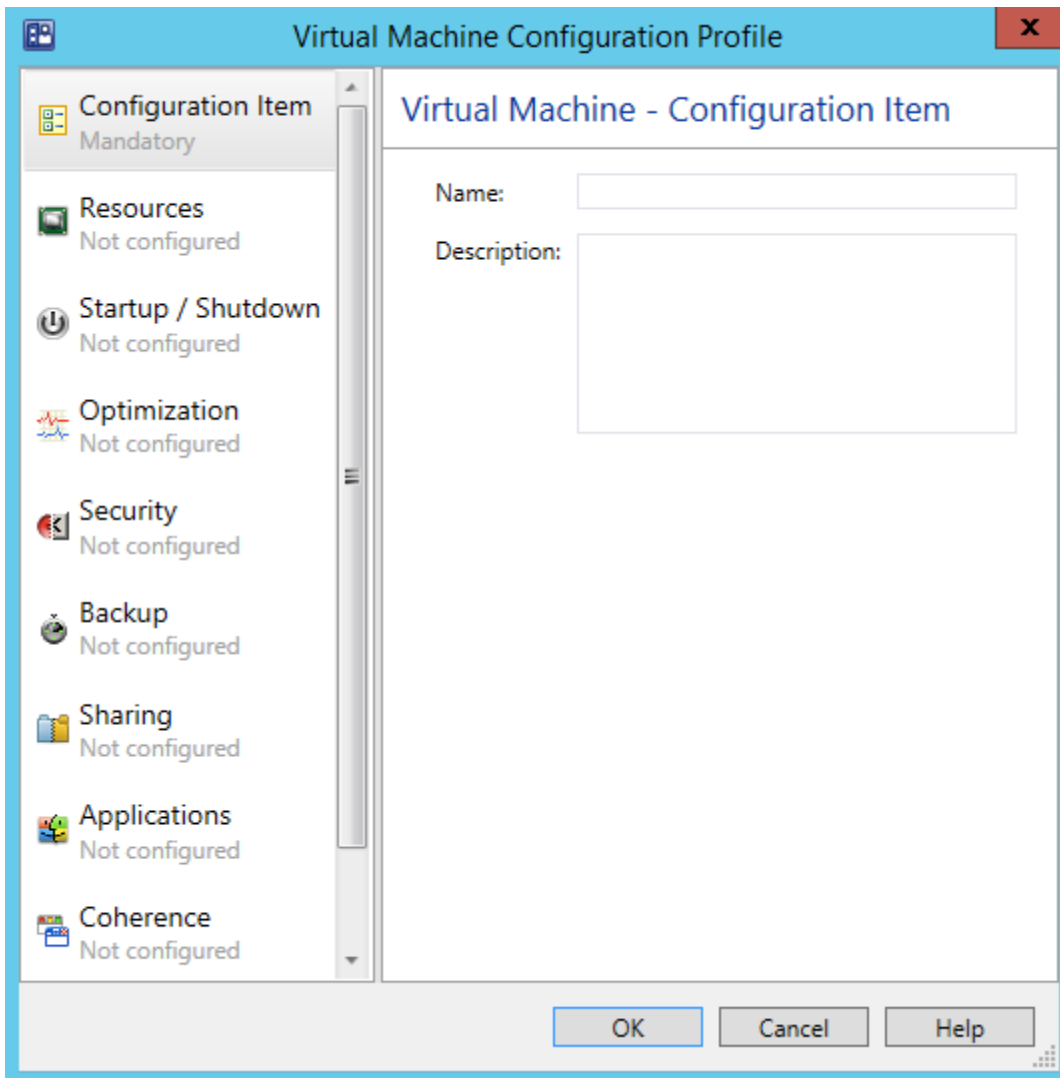 Virtual Machine Configuration Profile
x
Configuration Item
Mandatory
Resources
Not configured
Startup / Shutdown
Not configured
Optimization
Not configured
Security
Not configured
Backup
Not configured
Sharing
Not configured
Applications
Not configured
Coherence
Not configured
Virtual Machine - Configuration Item
Name:
Description:
OK
Cancel
Help